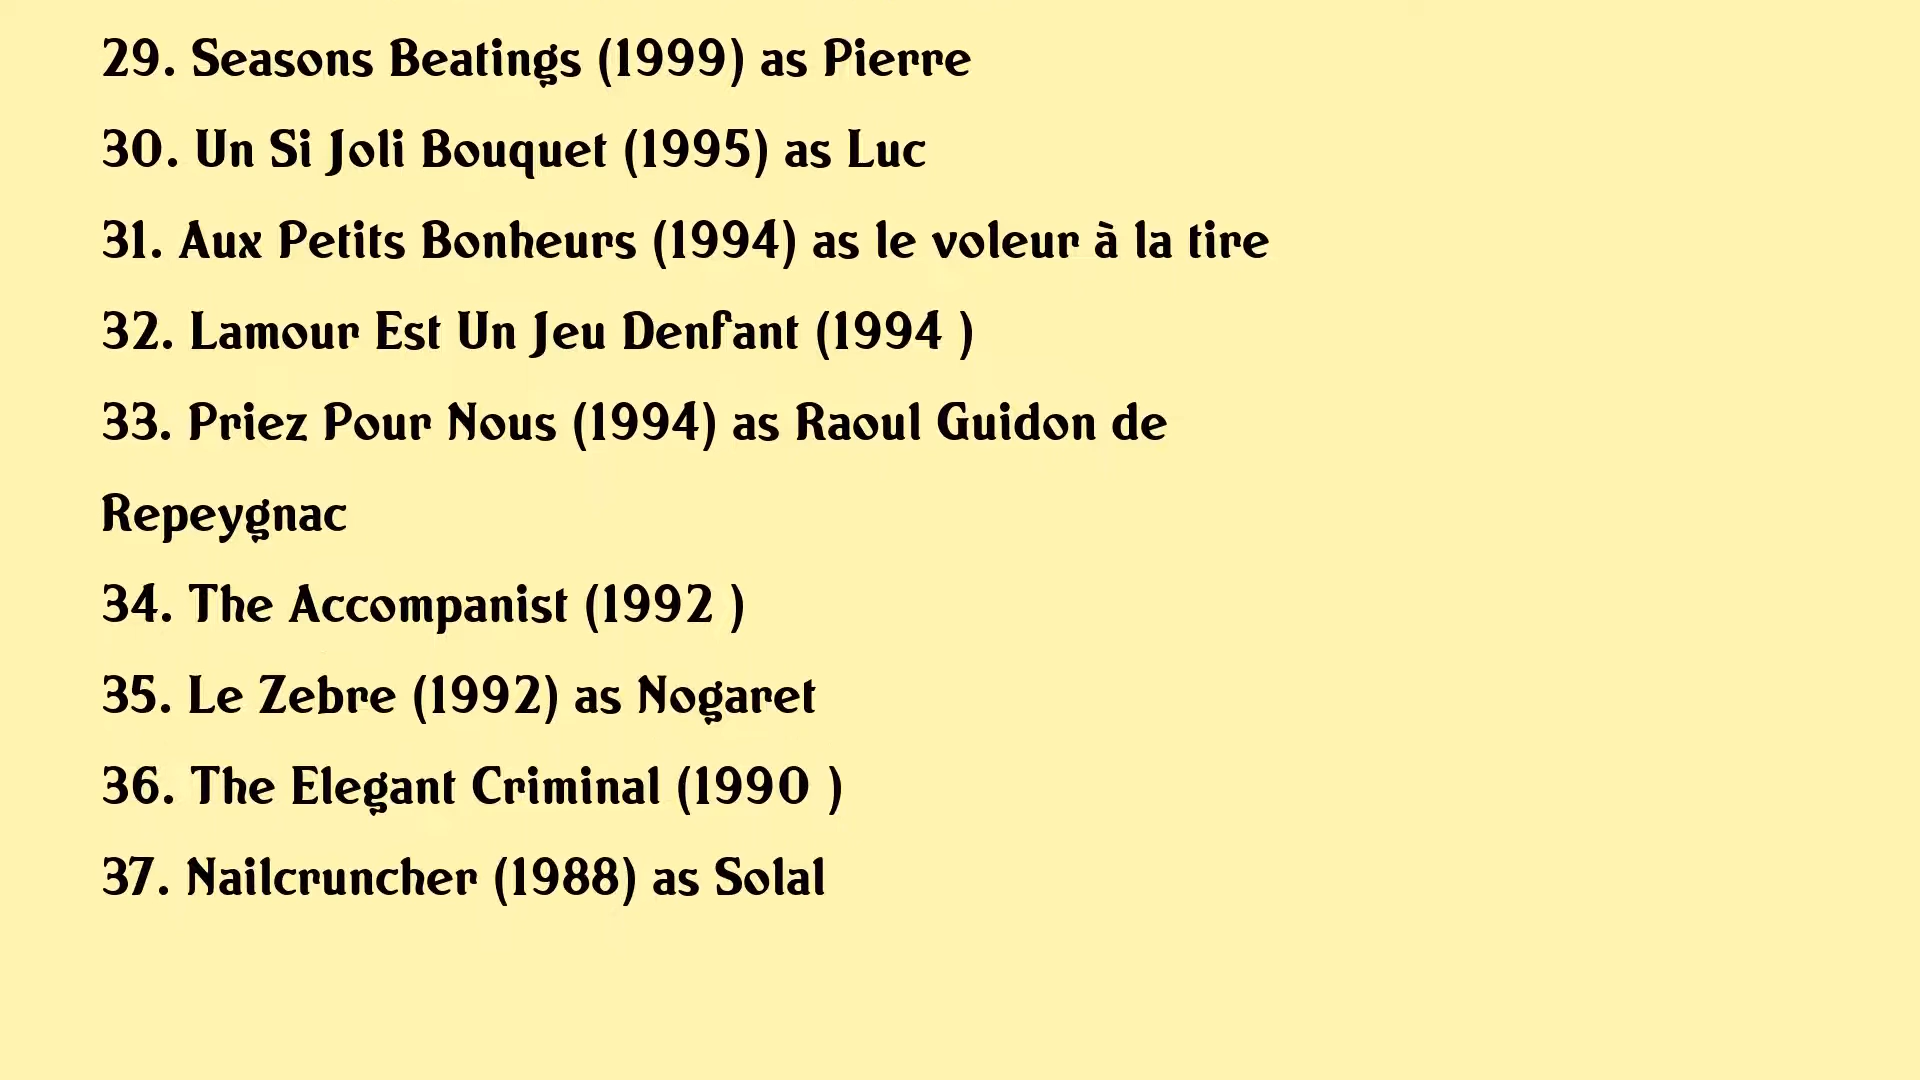 29. Seasons Beatings (1999) as Pierre
30. Un Si Joli Bouquet (1995) as Luc
31. Aux Petits Bonheurs (1994) as le voleur à la tire
32. Lamour Est Un Jeu Denfant (1994 )
33. Priez Pour Nous (1994) as Raoul Guidon de
Repeygnac
34. The Accompanist (1992 )
35. Le Zebre (1992) as Nogaret
36. The Elegant Criminal (1990 )
37. Nailcruncher (1988) as Solal